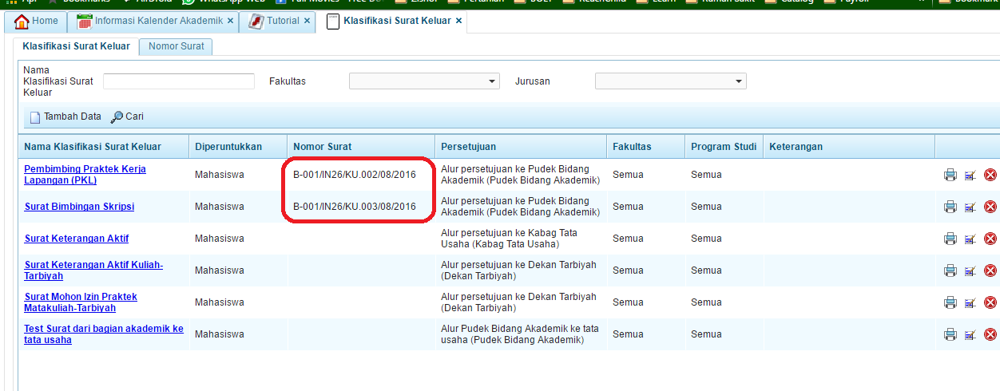 Home
Informasi Kalender Akademik ×
Tutorial ×
Klasifikasi Surat Keluar ×
Klasifikasi Surat Keluar
Nomor Surat
Nama
Klasifikasi Surat
Keluar
Fakultas
Jurusan
Tambah Data
Cari
Nama Klasifikasi Surat Keluar Diperuntukkan Nomor Surat Persetujuan Fakultas Program Studi Keterangan
Pembimbing Praktek Kerja
Lapangan (PKL)
Mahasiswa
B-001/IN26/KU.002/08/2016
Alur persetujuan ke Pudek Bidang
Akademik (Pudek Bidang Akademik)
Semua
Semua
Surat Bimbingan Skripsi
Mahasiswa
B-001/IN26/KU.003/08/2016
Alur persetujuan ke Pudek Bidang
Akademik (Pudek Bidang Akademik)
Semua
Semua
Surat Keterangan Aktif
Mahasiswa
Alur persetujuan ke Kabag Tata
Usaha (Kabag Tata Usaha)
Semua
Semua
Surat Keterangan Aktif Kuliah-
Tarbiyah
Mahasiswa
Alur persetujuan ke Dekan Tarbiyah
(Dekan Tarbiyah)
Semua
Semua
Surat Mohon Izin Praktek
Matakuliah-Tarbiyah
Mahasiswa
Alur persetujuan ke Dekan Tarbiyah
(Dekan Tarbiyah)
Semua
Semua
Test Surat dari bagian akademik ke
tata usaha
Mahasiswa
Alur Pudek Bidang Akademik ke tata
usaha (Pudek Bidang Akademik)
Semua
Semua